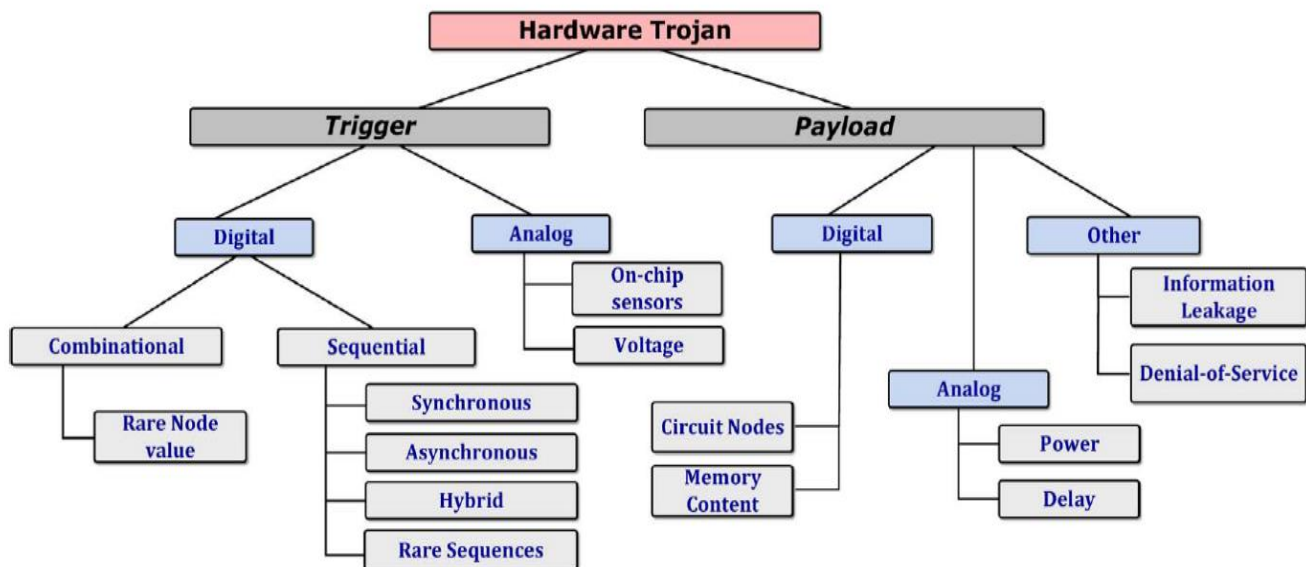 Hardware Trojan
Trigger
Payload
Digital
Analog
Digital
Other
On-chip
sensors
Information
Leakage
Combinational
Sequential
Voltage
Denial-of-Service
Analog
Rare Node
value
Synchronous
Asynchronous
Hybrid
Rare Sequences
Circuit Nodes
Memory
Content
Power
Delay